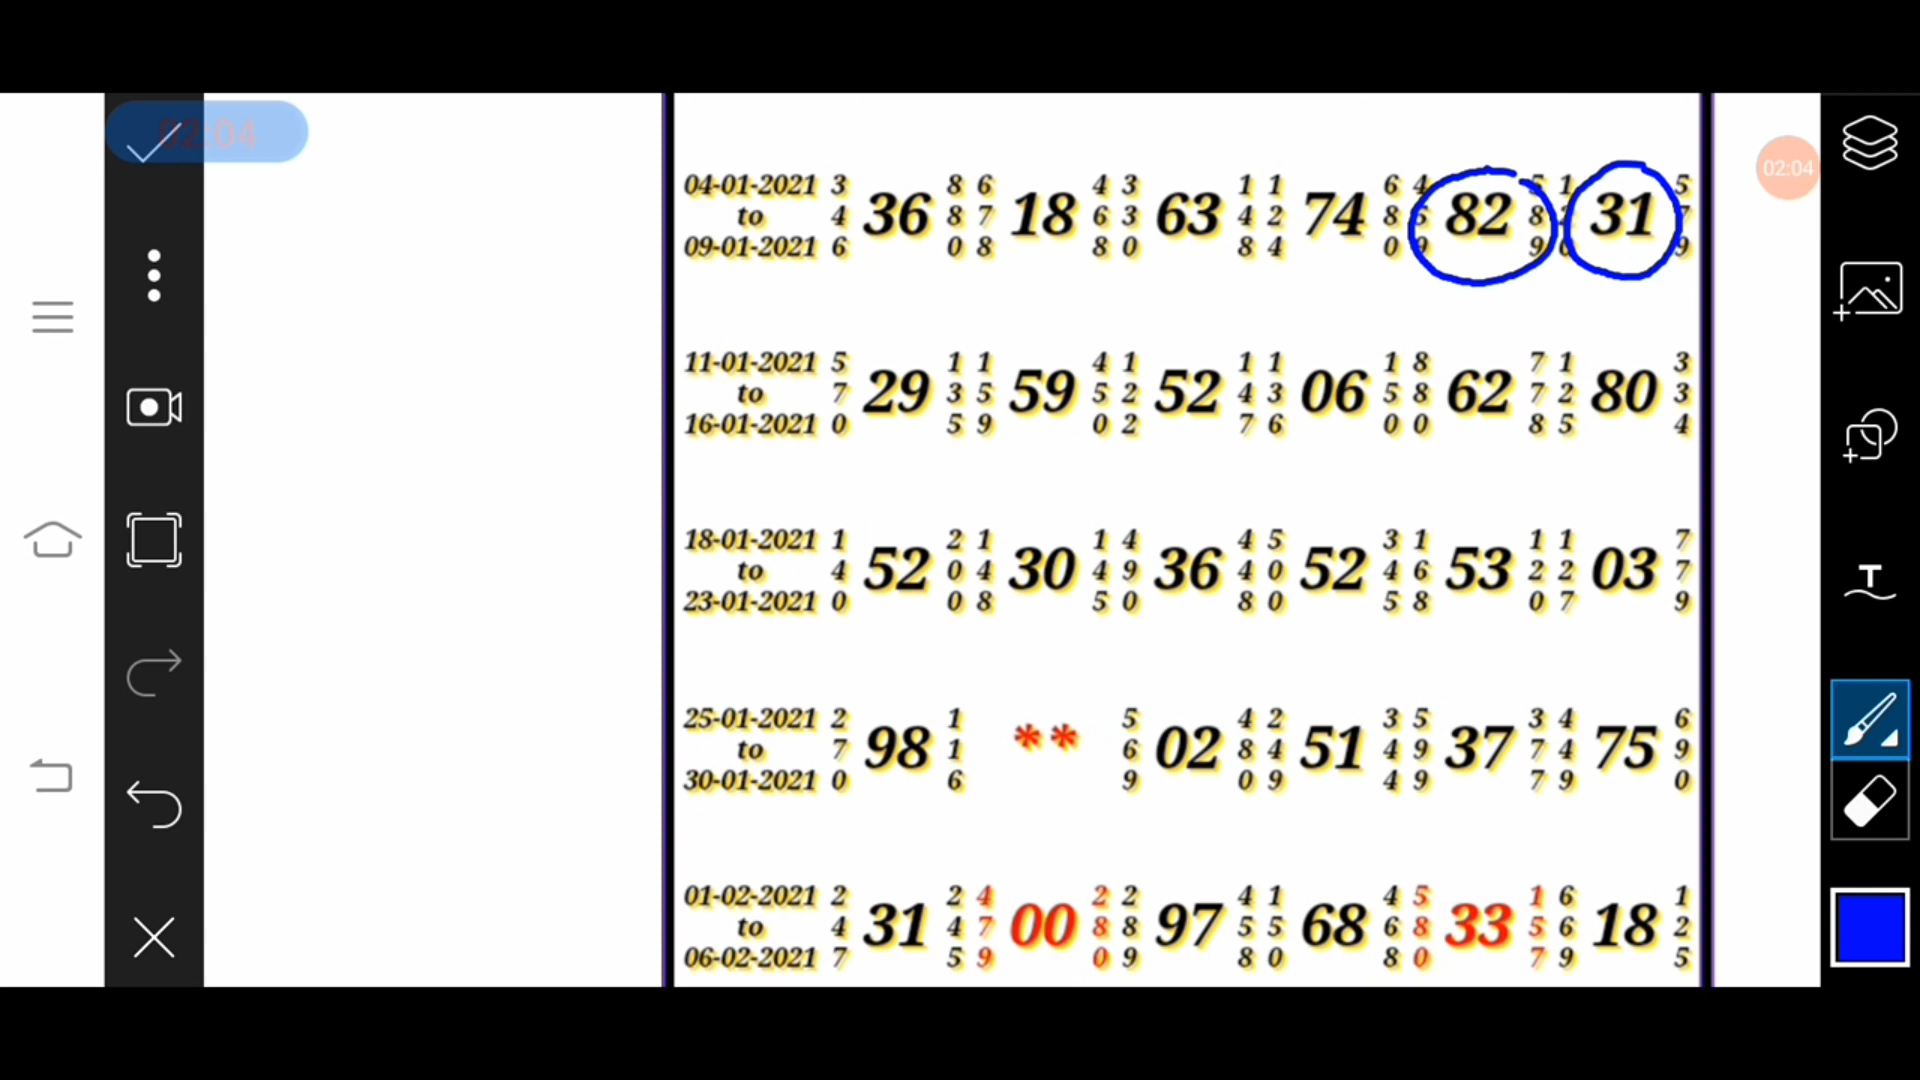 02:04
02:04
04-01-2021 3 8 6 4 3 1 1 6 4 5 1 5
to 4 36 8 7 18 6 3 63 4 2 74 8 82 8 31 7
09-01-2021 6 0 8 8 0 8 4 0 9 9 0 9
11-01-2021 5 1 1 4 1 1 1 1 8 7 1 3
to 7 29 3 5 59 5 2 52 4 3 06 5 8 62 7 2 80 3
16-01-2021 0 5 9 0 2 7 6 0 0 8 5 4
18-01-2021 1 2 1 1 4 4 5 3 1 1 1 7
to 4 52 0 4 30 4 9 36 4 0 52 4 6 53 2 2 03 7
23-01-2021 0 0 8 5 0 8 0 5 8 0 7 9
25-01-2021 2 1 5 4 2 3 5 3 4 6
to 7 98 1 ** 6 02 8 4 51 4 9 37 7 4 75 9
30-01-2021 0 6 9 0 9 4 9 7 9 0
01-02-2021 2 2 4 2 2 4 1 4 5 1 6 1
to 4 31 4 7 00 8 8 97 5 5 68 6 8 33 5 6 18 2
06-02-2021 7 5 9 0 9 8 0 8 0 7 9 5
T